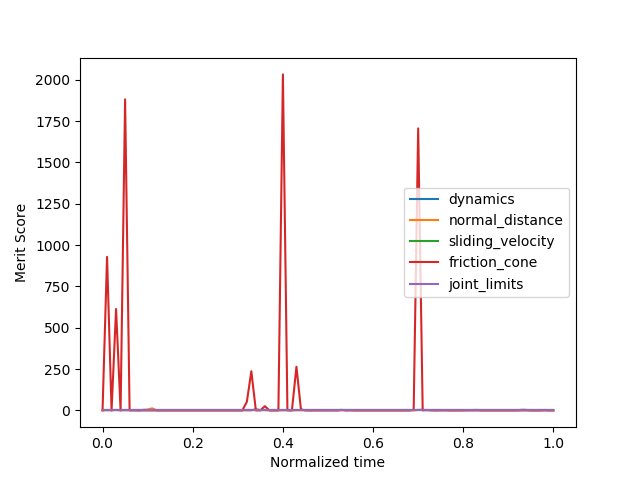 2000
1750
1500
1250
1000
750
500
250
0
Merit Score
dynamics
normal_distance
sliding_velocity
friction_cone
joint_limits
0.0 0.2 0.4 0.6 0.8 1.0
Normalized time